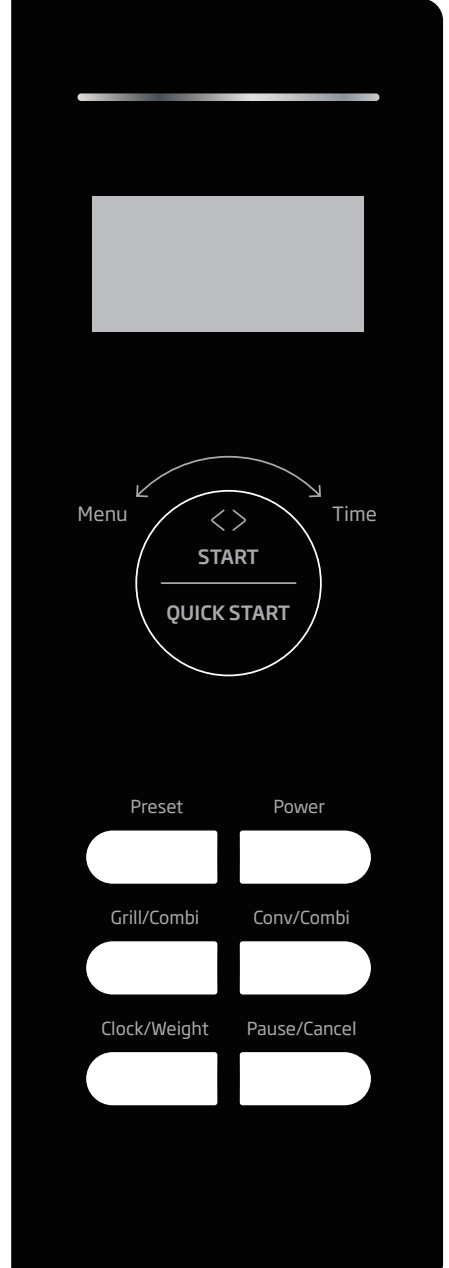 Menu
Time
<>
START
QUICK START
Preset
Power
Grill/Combi
Conv/Combi
Clock/Weight
Pause/Cancel